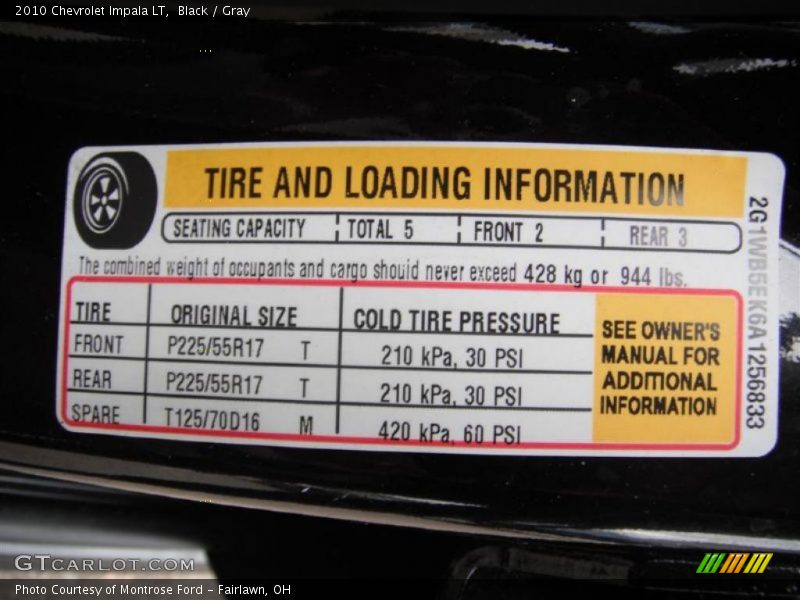 2010 Chevrolet Impala LT, Black / Gray
TIRE AND LOADING INFORMATION
SEATING CAPACITY TOTAL 5 FRONT 2 REAR 3
The combined weight of occupants and cargo should never exceed 428 kg or 944 lbs.
TIRE ORIGINAL SIZE COLD TIRE PRESSURE
FRONT P225/55R17 T 210 kPa, 30 PSI
REAR P225/55R17 T 210 kPa, 30 PSI
SPARE T125/70D16 M 420 kPa, 60 PSI
SEE OWNER'S
MANUAL FOR
ADDITIONAL
INFORMATION
2G1WB5EK6A1256833
GTCARLOT.COM
Photo Courtesy of Montrose Ford - Fairlawn, OH